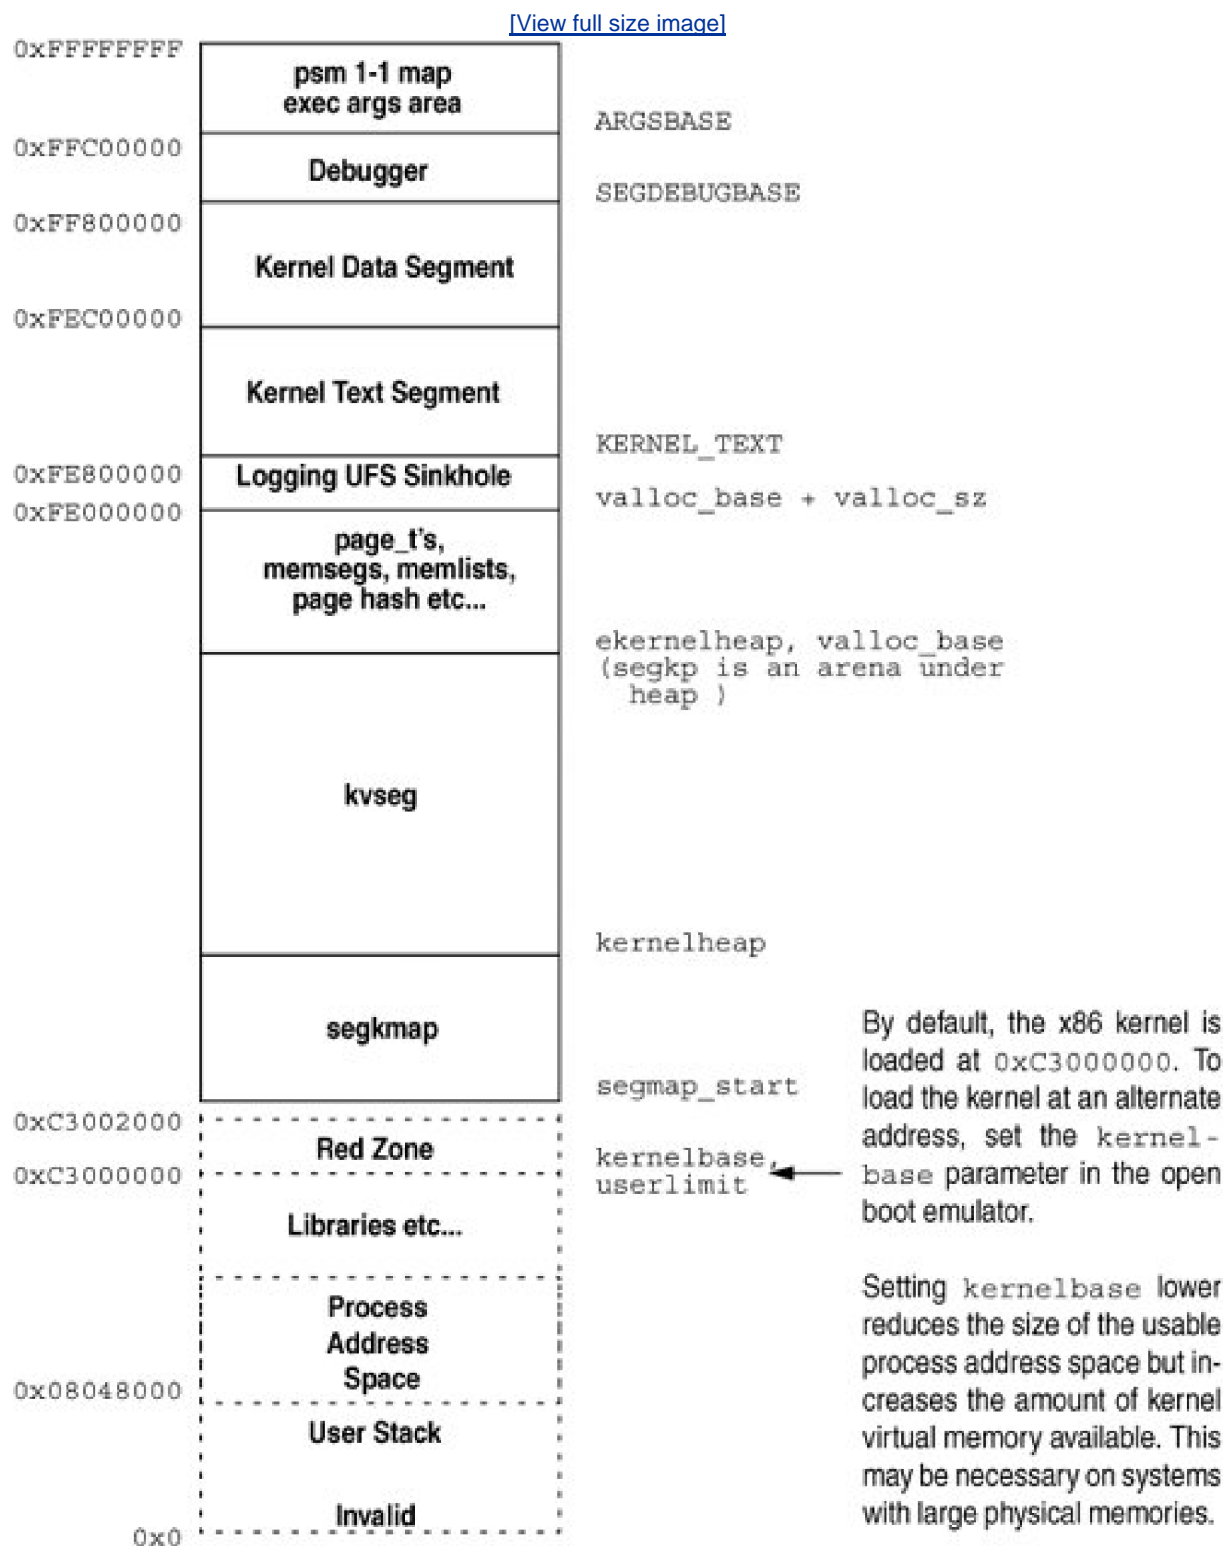 [View full size image]
0xFFFFFFFF
psm 1-1 map
exec args area
ARGSBASE
0xFFC00000
Debugger
SEGDEBUGBASE
0xFF800000
Kernel Data Segment
0xFEC00000
Kernel Text Segment
KERNEL_TEXT
0xFE800000
Logging UFS Sinkhole
valloc_base + valloc_sz
0xFE000000
page_t's,
memsegs, memlists,
page hash etc...
ekernelheap, valloc_base
(segkp is an arena under
heap )
kvseg
kernelheap
segkmap
segmap_start
0xC3002000
Red Zone
kernelbase,
userlimit
0xC3000000
Libraries etc...
Process
Address
Space
0x08048000
User Stack
Invalid
0x0
By default, the x86 kernel is
loaded at 0xC3000000. To
load the kernel at an alternate
address, set the kernel-
base parameter in the open
boot emulator.
Setting kernelbase lower
reduces the size of the usable
process address space but in-
creases the amount of kernel
virtual memory available. This
may be necessary on systems
with large physical memories.